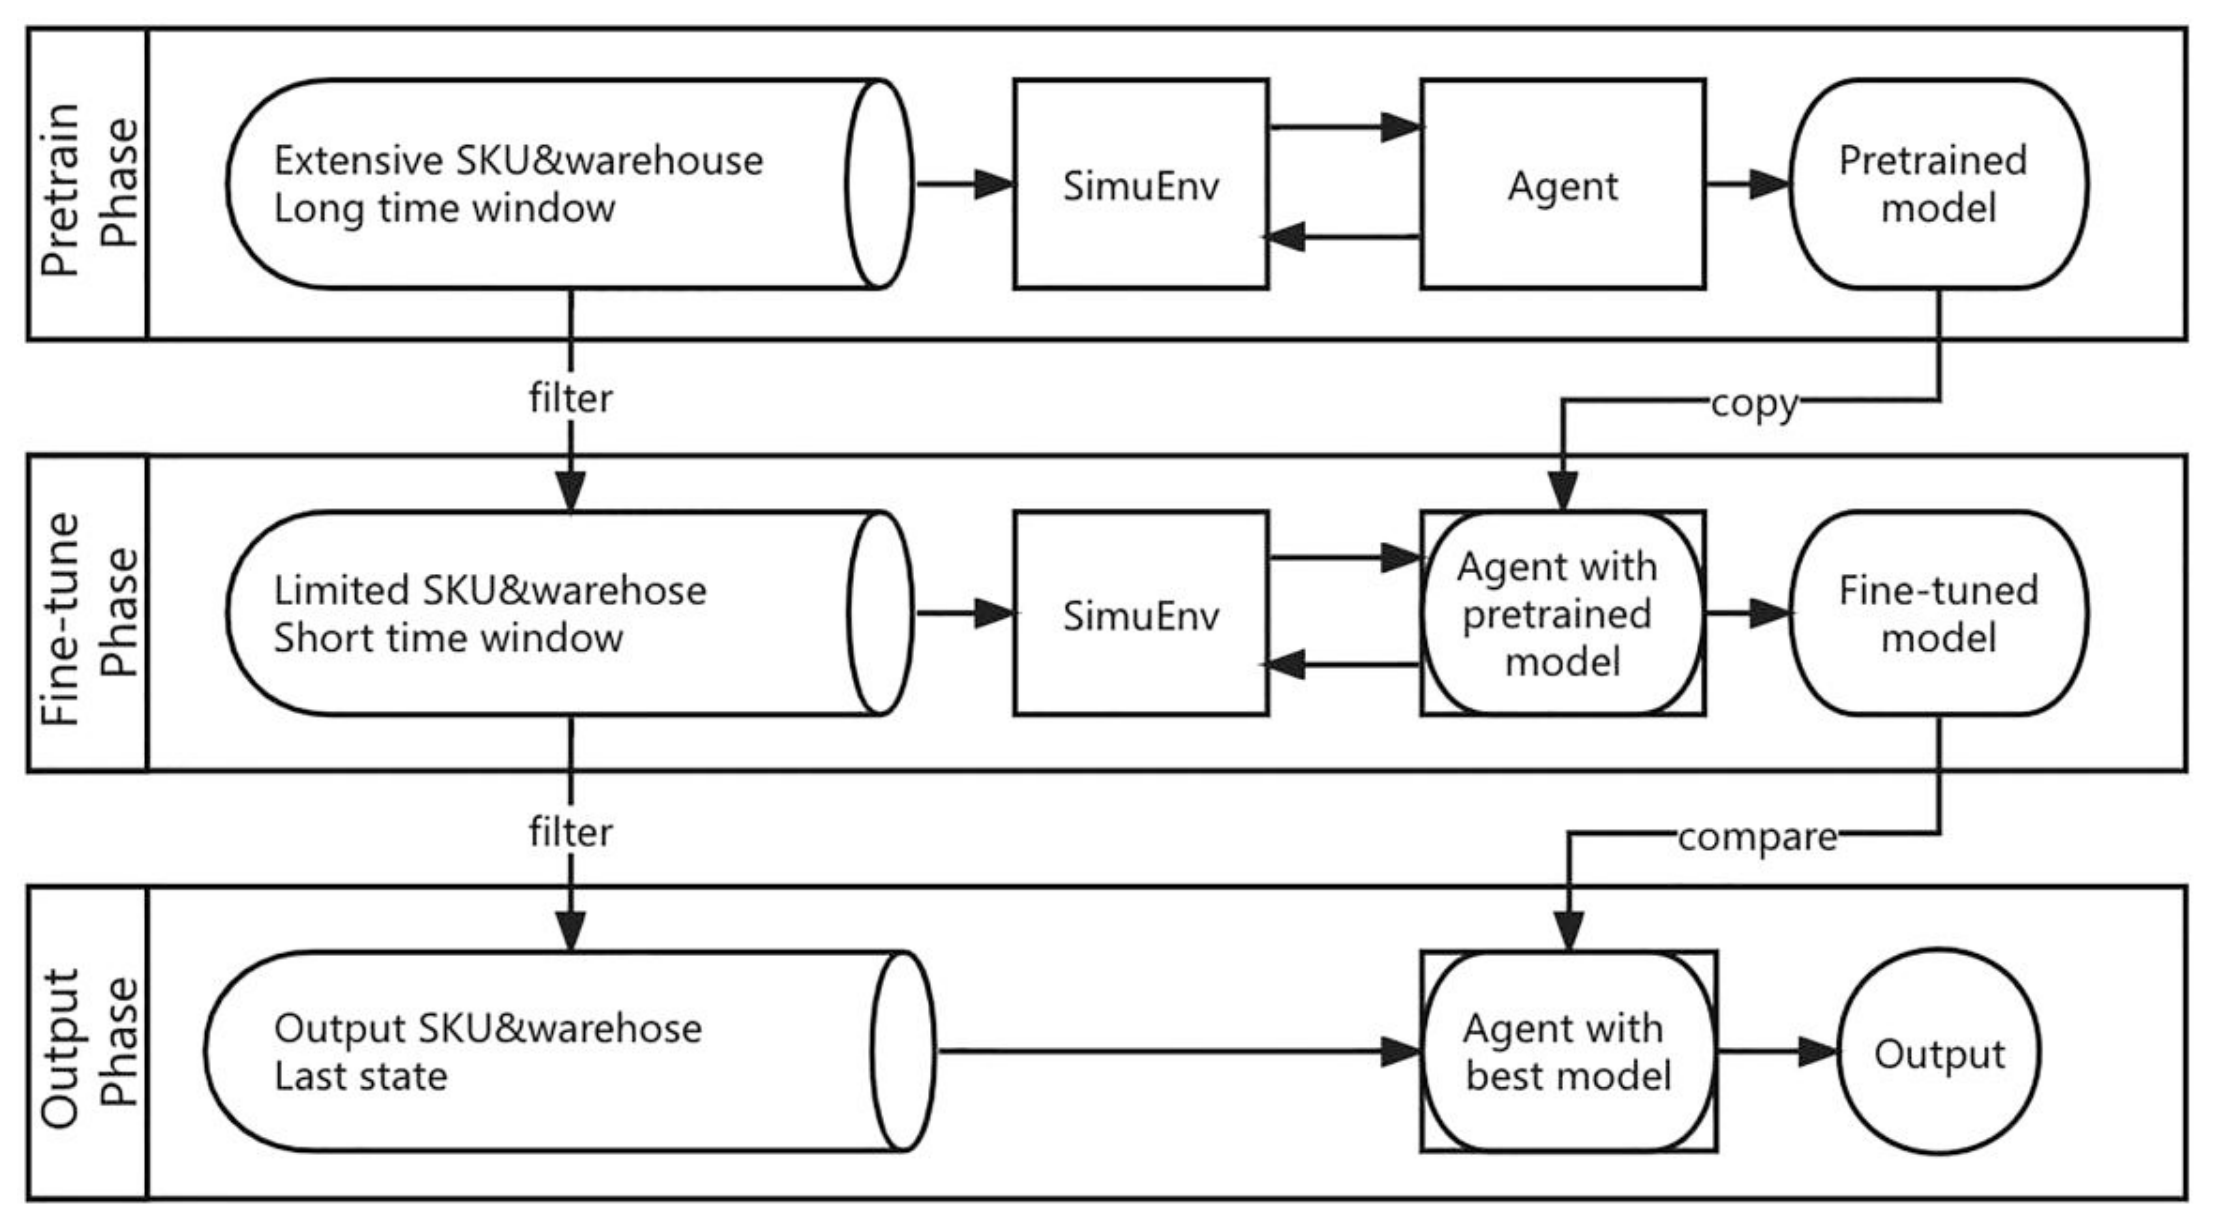 Pretrain
Phase
Extensive SKU&warehouse
Long time window
SimuEnv
Agent
Pretrained
model
filter
copy
Fine-tune
Phase
Limited SKU&warehose
Short time window
SimuEnv
Agent with
pretrained
model
Fine-tuned
model
filter
compare
Output
Phase
Output SKU&warehose
Last state
Agent with
best model
Output